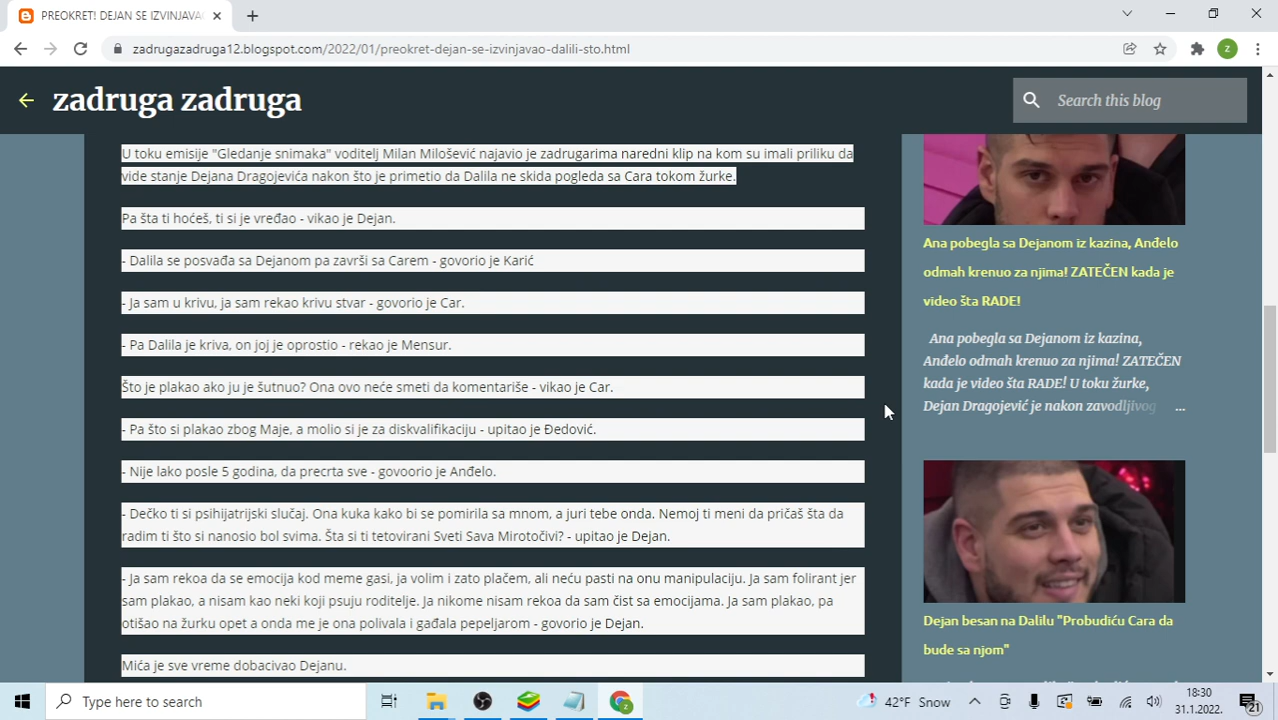 PREOKRET! DEJAN SE IZVINJAVA
zadrugazadruga12.blogspot.com/2022/01/preokret-dejan-se-izvinjavao-dalili-sto.html
z
zadruga zadruga
Search this blog
U toku emisije "Gledanje snimaka" voditelj Milan Milošević najavio je zadrugarima naredni klip na kom su imali priliku da
vide stanje Dejana Dragojevića nakon što je primetio da Dalila ne skida pogleda sa Cara tokom žurke.
Pa šta ti hoćeš, ti si je vređao - vikao je Dejan.
- Dalila se posvađa sa Dejanom pa završi sa Carem - govorio je Karić
- Ja sam u krivu, ja sam rekao krivu stvar - govorio je Car.
- Pa Dalila je kriva, on joj je oprostio - rekao je Mensur.
Što je plakao ako ju je šutnuo? Ona ovo neće smeti da komentariše - vikao je Car.
- Pa što si plakao zbog Maje, a molio si je za diskvalifikaciju - upitao je Đedović.
- Nije lako posle 5 godina, da precrta sve - govoorio je Anđelo.
- Dečko ti si psihijatrijski slučaj. Ona kuka kako bi se pomirila sa mnom, a juri tebe onda. Nemoj ti meni da pričaš šta da
radim ti što si nanosio bol svima. Šta si ti tetovirani Sveti Sava Mirotočivi? - upitao je Dejan.
- Ja sam rekoa da se emocija kod meme gasi, ja volim i zato plačem, ali neću pasti na onu manipulaciju. Ja sam folirant jer
sam plakao, a nisam kao neki koji psuju roditelje. Ja nikome nisam rekoa da sam čist sa emocijama. Ja sam plakao, pa
otišao na žurku opet a onda me je ona polivala i gađala pepeljarom - govorio je Dejan.
Mića je sve vreme dobacivao Dejanu.
Ana pobegla sa Dejanom iz kazina, Anđelo
odmah krenuo za njima! ZATEČEN kada je
video šta RADE!
Ana pobegla sa Dejanom iz kazina,
Anđelo odmah krenuo za njima! ZATEČEN
kada je video šta RADE! U toku žurke,
Dejan Dragojević je nakon zavodljivog ...
Dejan besan na Dalilu "Probudiću Cara da
bude sa njom"
Type here to search
z
42°F Snow
18:30
31.1.2022.
21